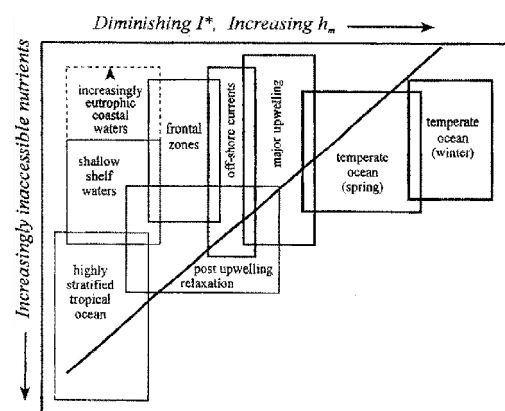 Diminishing I*, Increasing hm
Increasingly inaccessible nutrients
increasingly
eutrophic
coastal
waters
shallow
shelf
waters
highly
stratified
tropical
ocean
frontal
zones
off-shore currents
major upwelling
post upwelling
relaxation
temperate
ocean
(spring)
temperate
ocean
(winter)